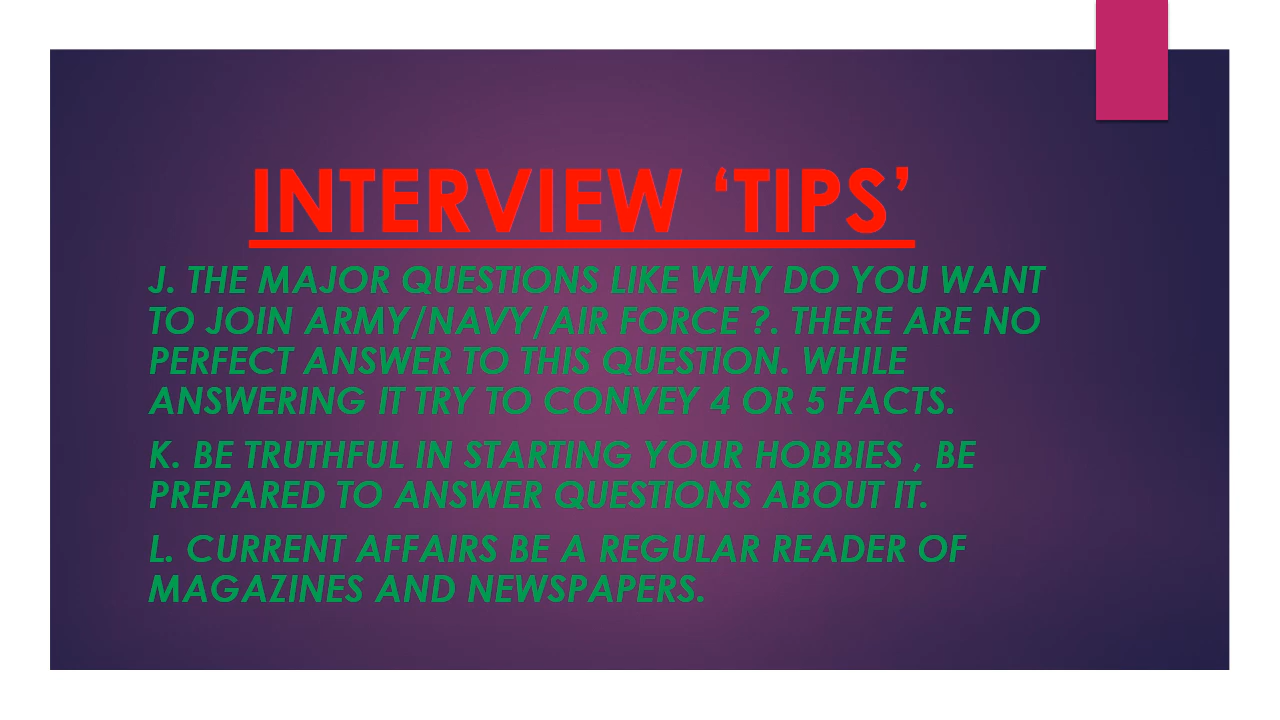 INTERVIEW ‘TIPS’
J. THE MAJOR QUESTIONS LIKE WHY DO YOU WANT
TO JOIN ARMY/NAVY/AIR FORCE ?. THERE ARE NO
PERFECT ANSWER TO THIS QUESTION. WHILE
ANSWERING IT TRY TO CONVEY 4 OR 5 FACTS.
K. BE TRUTHFUL IN STARTING YOUR HOBBIES , BE
PREPARED TO ANSWER QUESTIONS ABOUT IT.
L. CURRENT AFFAIRS BE A REGULAR READER OF
MAGAZINES AND NEWSPAPERS.